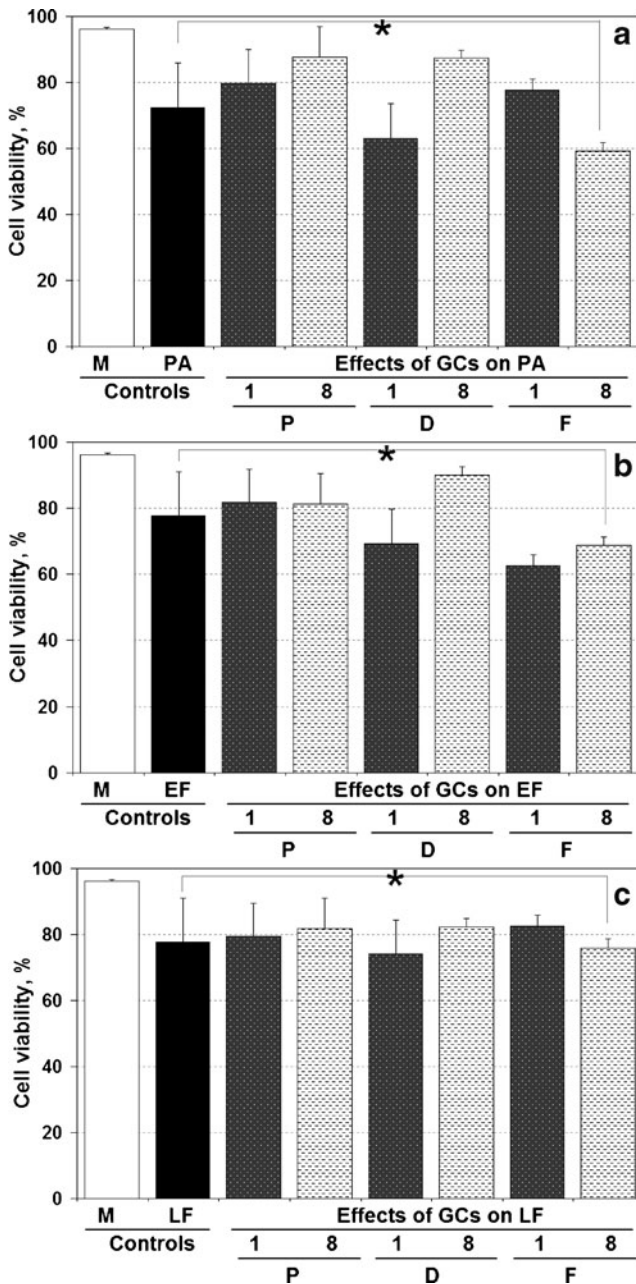 a
*
Cell viability, %
100
80
60
40
20
0
M PA Effects of GCs on PA
Controls 1 8 1 8 1 8
P D F
b
*
Cell viability, %
100
80
60
40
20
0
M EF Effects of GCs on EF
Controls 1 8 1 8 1 8
P D F
c
*
Cell viability, %
100
80
60
40
20
0
M LF Effects of GCs on LF
Controls 1 8 1 8 1 8
P D F